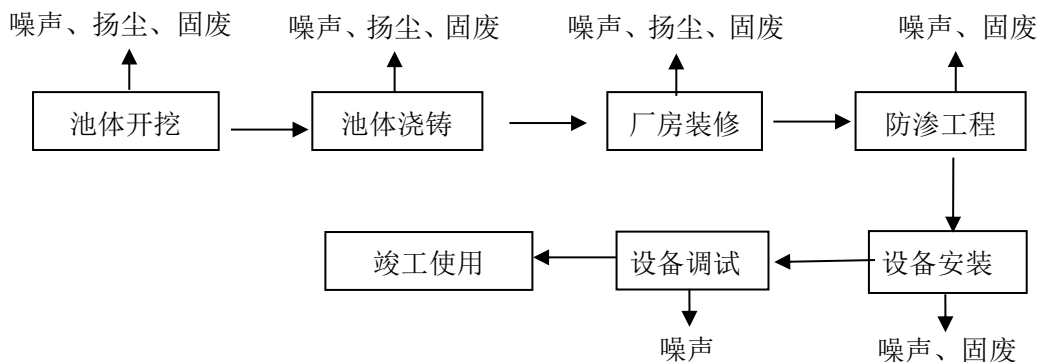 噪声、扬尘、固废
噪声、扬尘、固废
噪声、扬尘、固废
噪声、固废
池体开挖
池体浇铸
厂房装修
防渗工程
竣工使用
设备调试
设备安装
噪声
噪声、固废